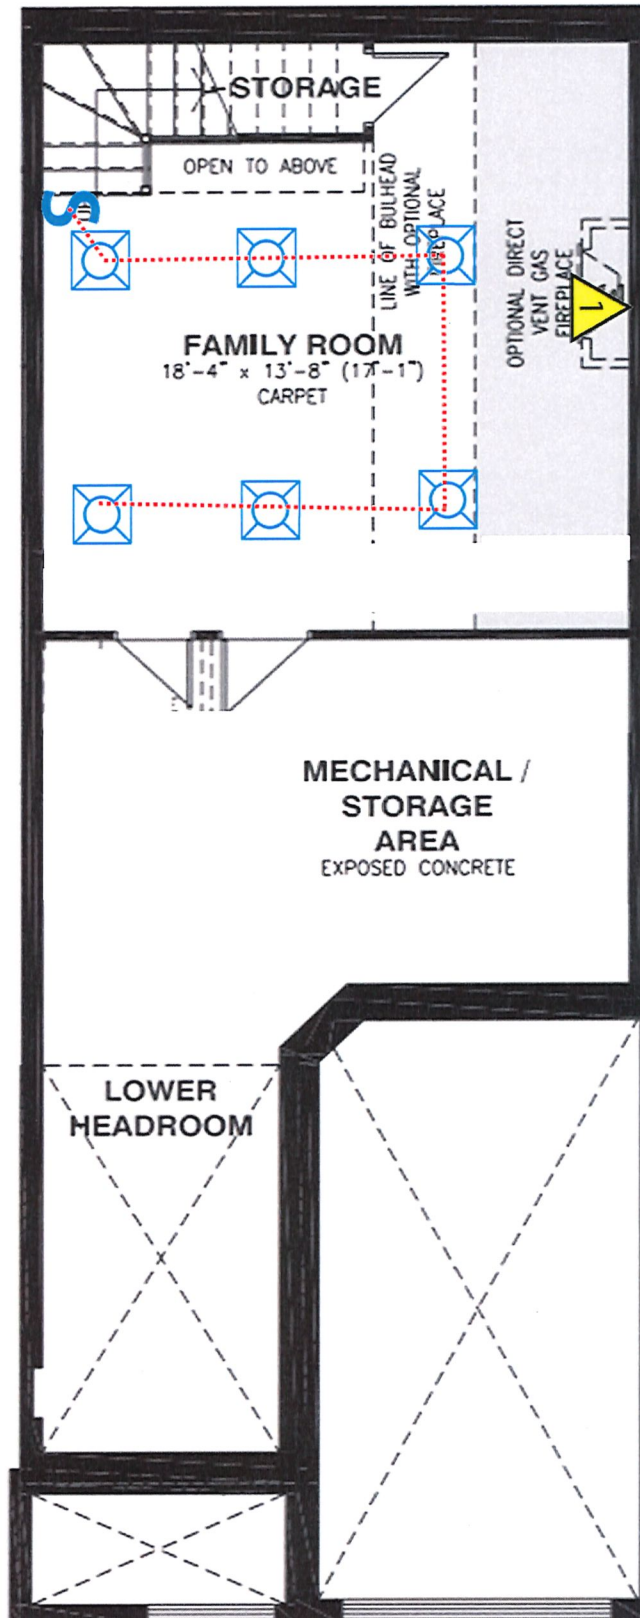 STORAGE
OPEN TO ABOVE
LINE OF BULHEAD
WITH OPTIONAL
FIREPLACE
OPTIONAL DIRECT
VENT GAS
FIREPLACE
1
S
FAMILY ROOM
18'-4" x 13'-8" (17'-1")
CARPET
MECHANICAL /
STORAGE
AREA
EXPOSED CONCRETE
LOWER
HEADROOM